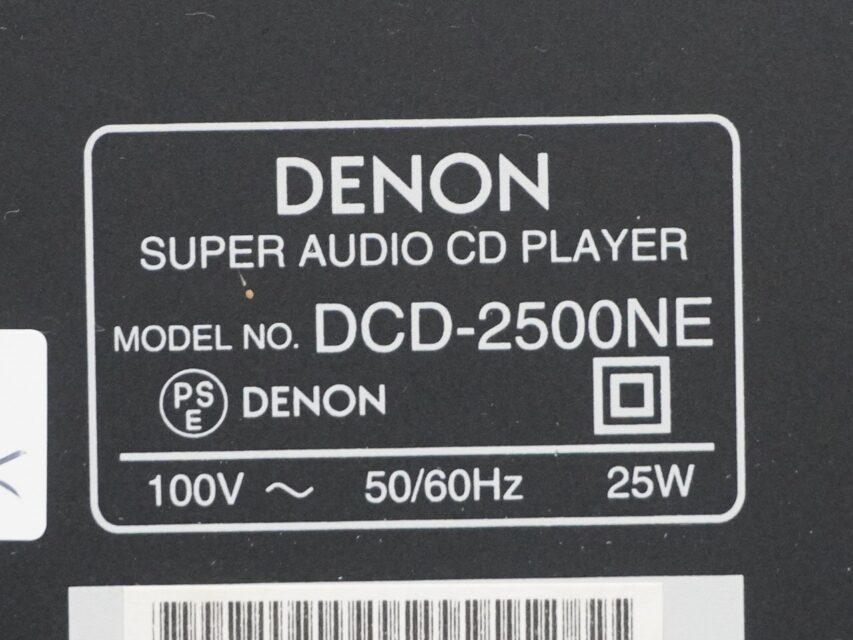 DENON
SUPER AUDIO CD PLAYER
MODEL NO. DCD-2500NE
PS
E
DENON
100V ~ 50/60Hz 25W